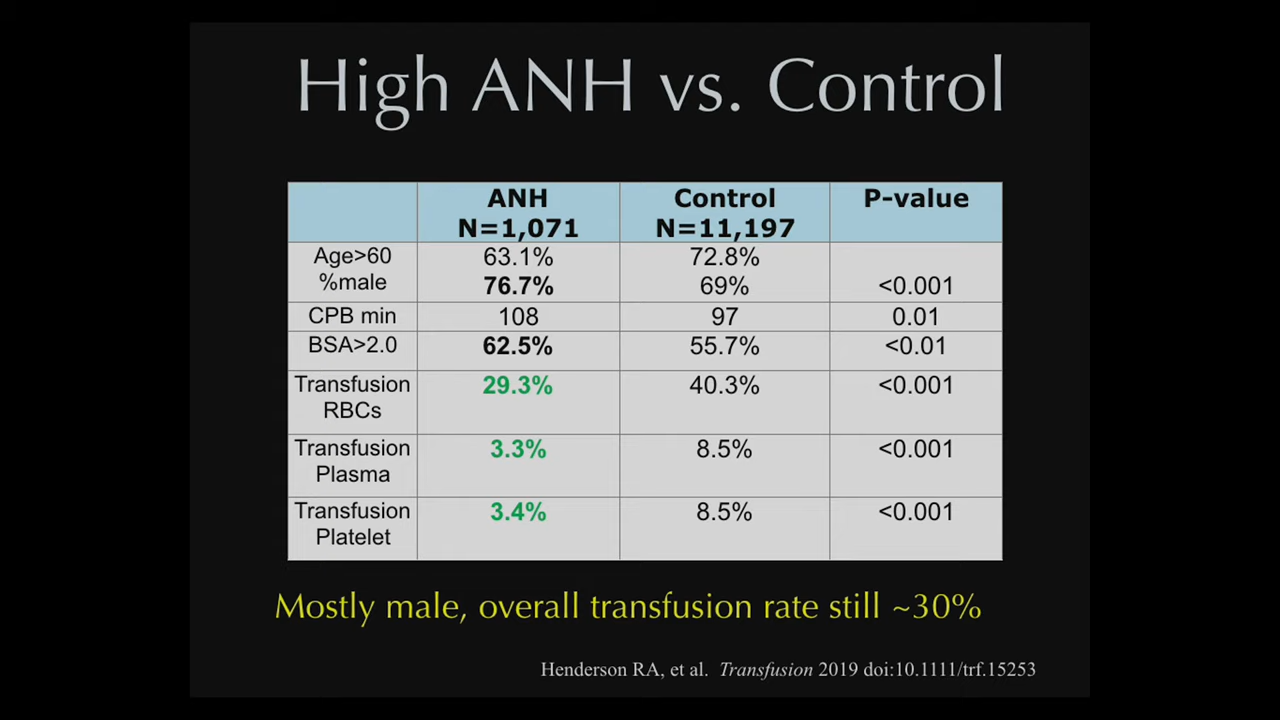 High ANH vs. Control
ANH Control P-value
N=1,071 N=11,197
Age>60 63.1% 72.8%
%male 76.7% 69% <0.001
CPB min 108 97 0.01
BSA>2.0 62.5% 55.7% <0.01
Transfusion 29.3% 40.3% <0.001
RBCs
Transfusion 3.3% 8.5% <0.001
Plasma
Transfusion 3.4% 8.5% <0.001
Platelet
Mostly male, overall transfusion rate still ~30%
Henderson RA, et al. Transfusion 2019 doi:10.1111/trf.15253